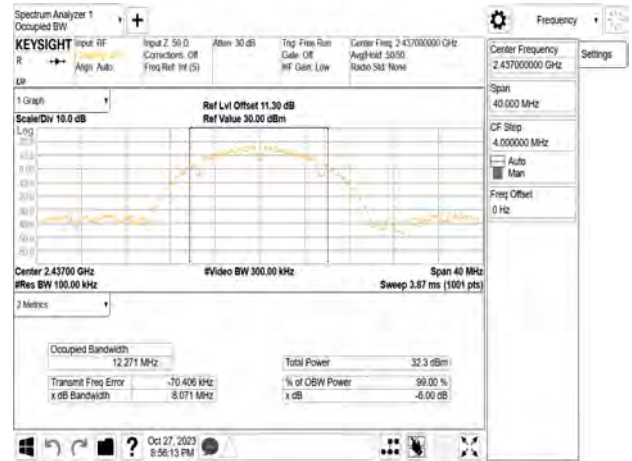 Spectrum Analyzer 1
Occupied BW
Frequency
KEYSIGHT
Input: RF
Input Z: 50 Ω
Atten: 30 dB
Trig: Free Run
Center Freq: 2.437000000 GHz
R
Corrections: Off
Gate: Off
Avg|Hold: 50/50
Align: Auto
Freq Ref: Int (S)
#IF Gain: Low
Radio Std: None
Center Frequency
2.437000000 GHz
Settings
Span
40.000 MHz
CF Step
4.000000 MHz
Auto
Man
Freq Offset
0 Hz
1 Graph
Scale/Div 10.0 dB
Ref Lvl Offset 11.30 dB
Ref Value 30.00 dBm
Log
Center 2.43700 GHz
#Res BW 100.00 kHz
#Video BW 300.00 kHz
Span 40 MHz
Sweep 3.87 ms (1001 pts)
2 Metrics
Occupied Bandwidth
12.271 MHz
Total Power
32.3 dBm
Transmit Freq Error
-70.406 kHz
% of OBW Power
99.00 %
x dB Bandwidth
8.071 MHz
x dB
-6.00 dB
?
Oct 27, 2023
8:56:13 PM